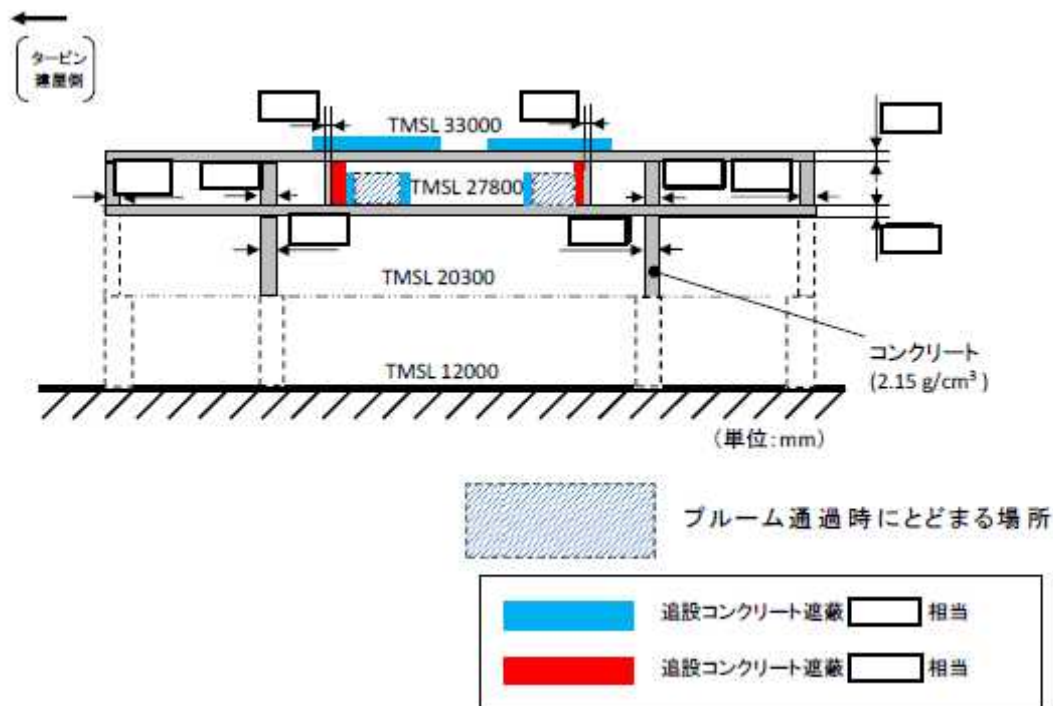 タービン
建屋側
TMSL 33000
TMSL 27800
TMSL 20300
コンクリート
(2.15 g/cm³ )
TMSL 12000
(単位:mm)
プルーム通過時にとどまる場所
追設コンクリート遮蔽 相当
追設コンクリート遮蔽 相当